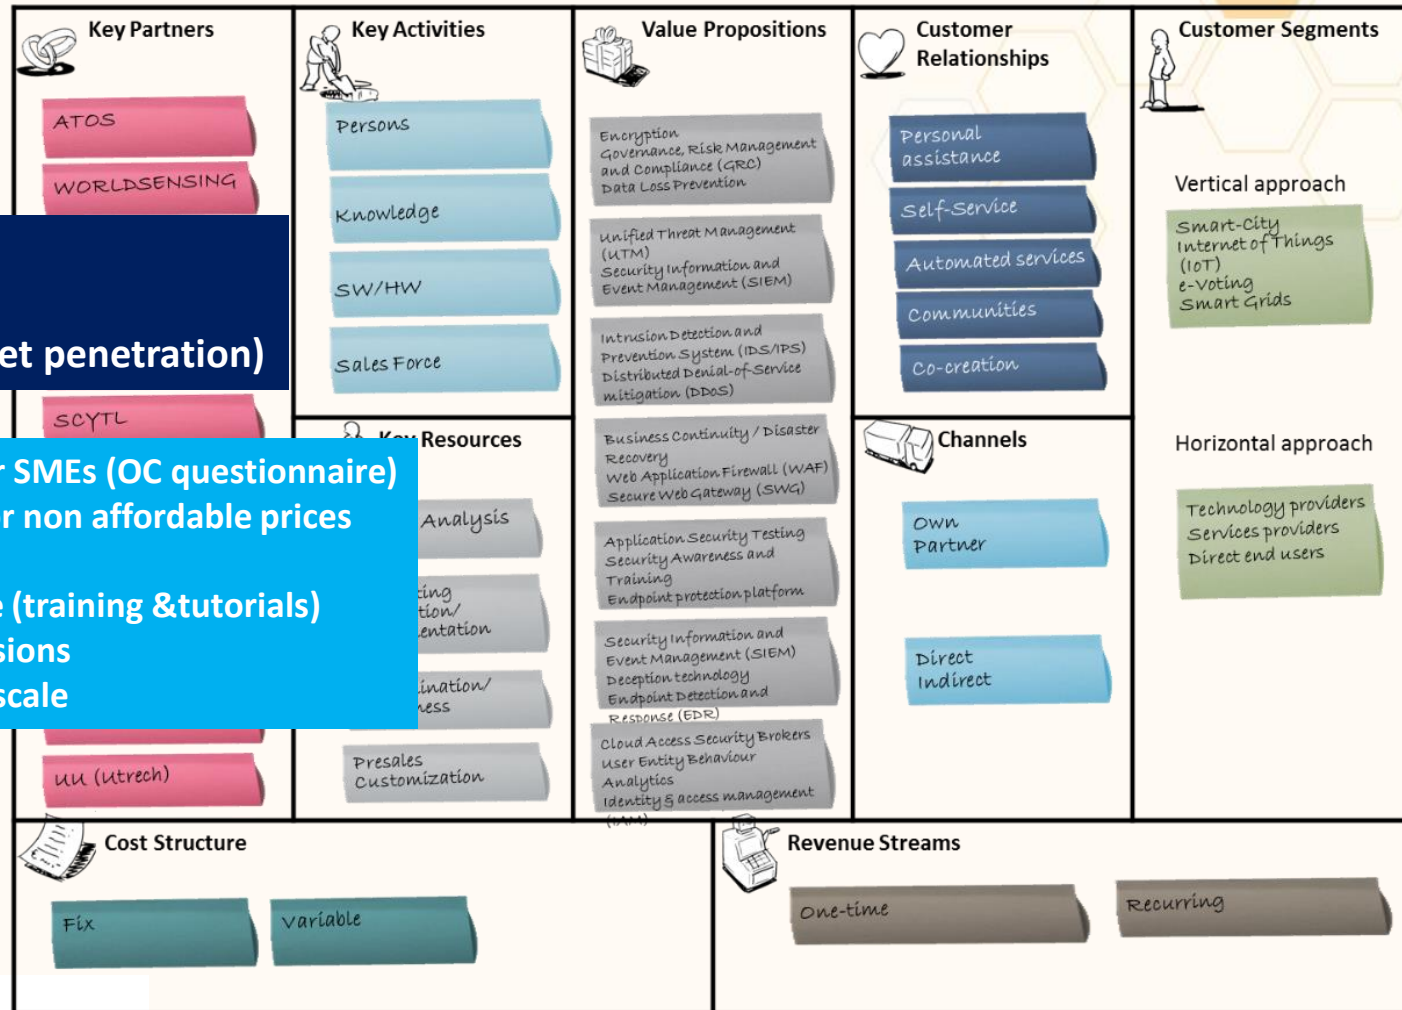 Key Partners
ATOS
WORLDSENSING
et penetration)
SCYTL
r SMEs (OC questionnaire)
or non affordable prices
e (training &tutorials)
sions
scale
UU (Utrech)
Key Activities
Persons
Knowledge
SW/HW
Sales Force
Key Resources
Analysis
Presales
Customization
Value Propositions
Encryption
Governance, Risk Management
and Compliance (GRC)
Data Loss Prevention
Unified Threat Management
(UTM)
Security Information and
Event Management (SIEM)
Intrusion Detection and
Prevention System (IDS/IPS)
Distributed Denial-of-Service
mitigation (DDoS)
Business Continuity / Disaster
Recovery
Web Application Firewall (WAF)
Secure Web Gateway (SWG)
Application Security Testing
Security Awareness and
Training
Endpoint protection platform
Security Information and
Event Management (SIEM)
Deception technology
Endpoint Detection and
Response (EDR)
Cloud Access Security Brokers
User Entity Behaviour
Analytics
Identity & access management
(IAM)
Customer
Relationships
Personal
assistance
Self-Service
Automated services
Communities
Co-creation
Channels
Own
Partner
Direct
Indirect
Customer Segments
Vertical approach
Smart-City
Internet of Things
(IoT)
e-Voting
Smart Grids
Horizontal approach
Technology providers
Services providers
Direct end users
Cost Structure
Fix
Variable
Revenue Streams
One-time
Recurring